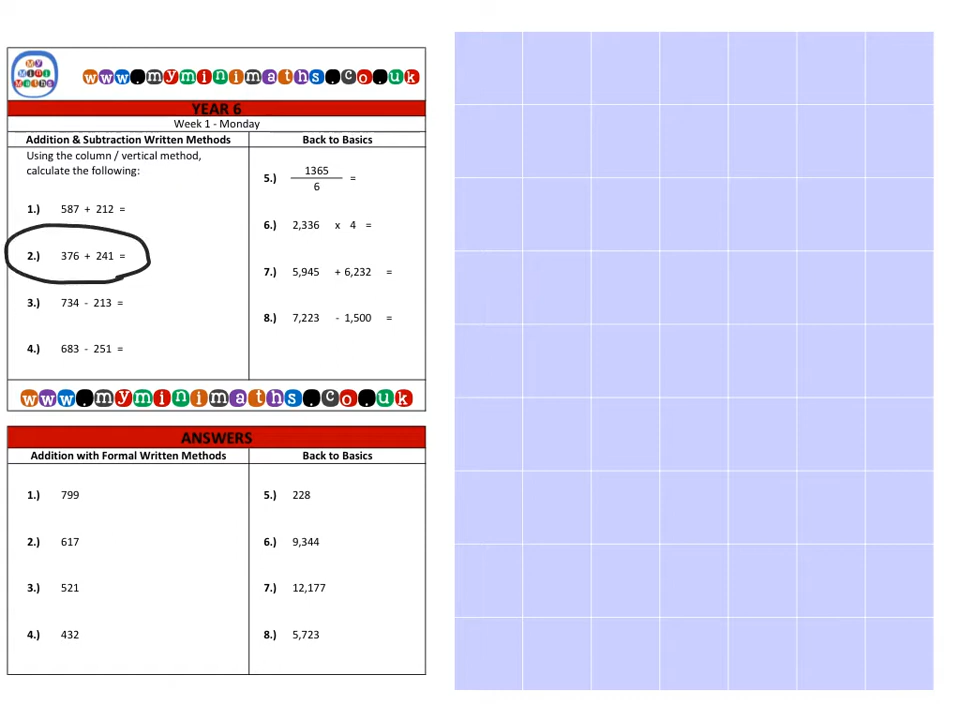 My
Mini
Maths
www.myminimaths.co.uk
YEAR 6
Week 1 - Monday
Addition & Subtraction Written Methods
Using the column / vertical method,
calculate the following:
1.) 587 + 212 =
2.) 376 + 241 =
3.) 734 - 213 =
4.) 683 - 251 =
Back to Basics
5.) 1365
6 =
6.) 2,336 x 4 =
7.) 5,945 + 6,232 =
8.) 7,223 - 1,500 =
www.myminimaths.co.uk
ANSWERS
Addition with Formal Written Methods
1.) 799
2.) 617
3.) 521
4.) 432
Back to Basics
5.) 228
6.) 9,344
7.) 12,177
8.) 5,723